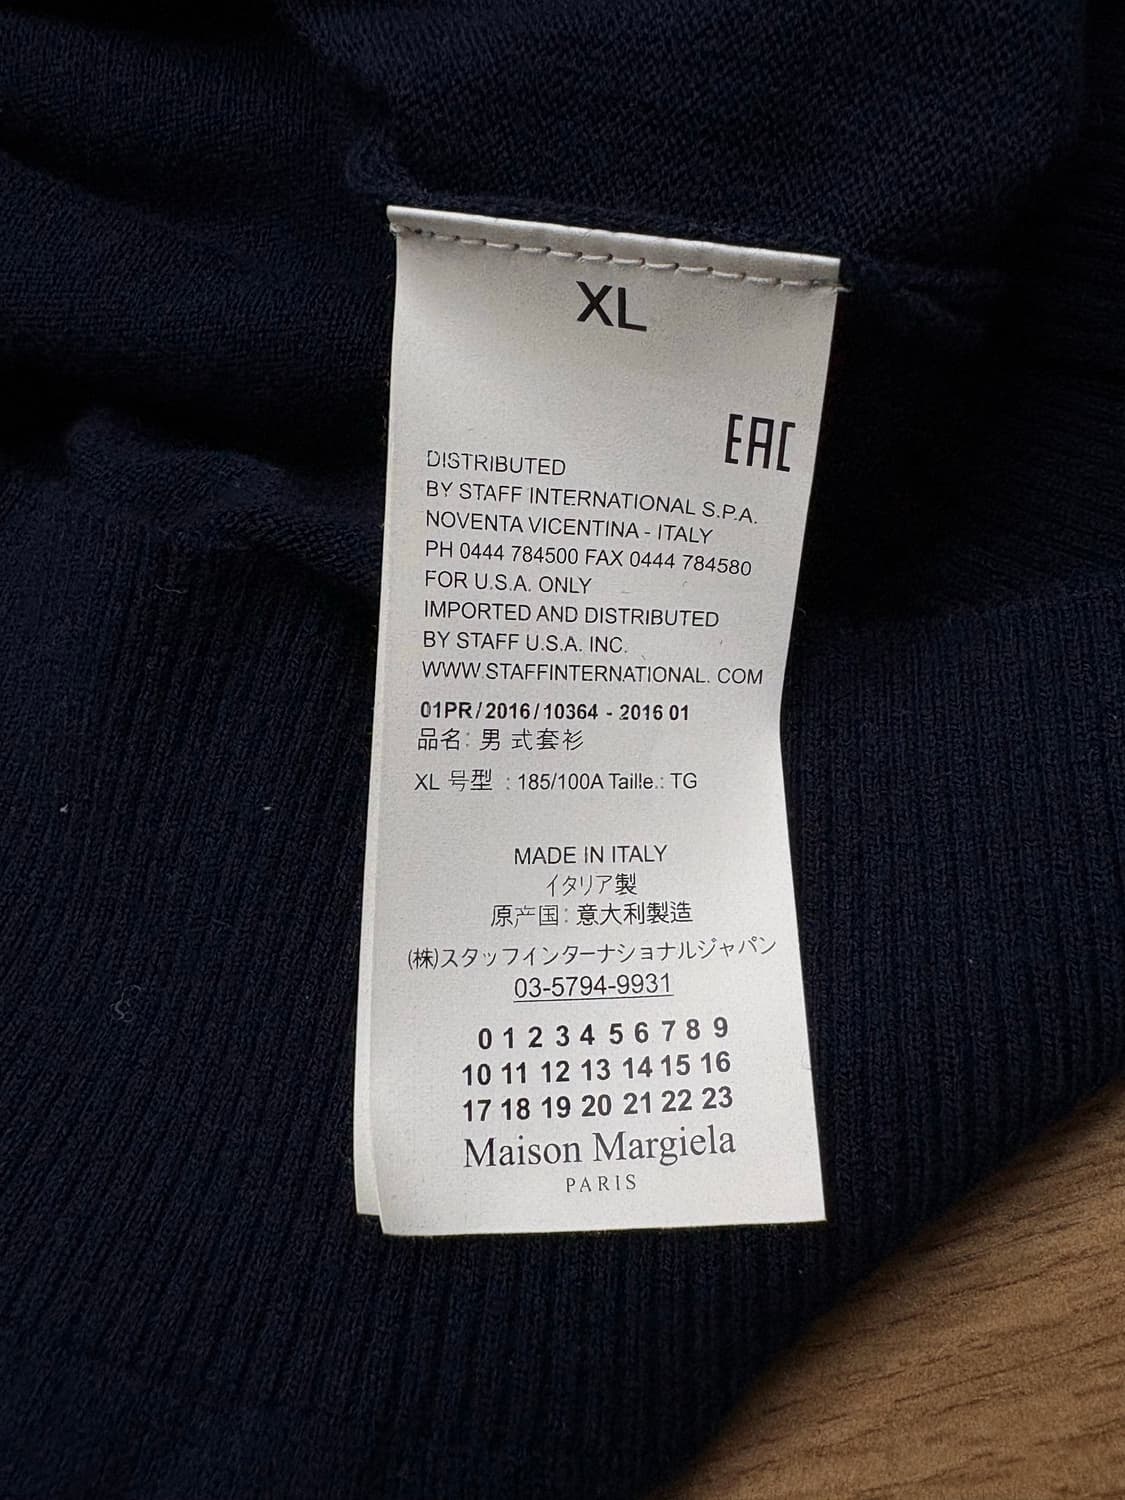 XL
EAC
DISTRIBUTED
BY STAFF INTERNATIONAL S.P.A.
NOVENTA VICENTINA - ITALY
PH 0444 784500 FAX 0444 784580
FOR U.S.A. ONLY
IMPORTED AND DISTRIBUTED
BY STAFF U.S.A. INC.
WWW.STAFFINTERNATIONAL. COM
01PR/2016/10364 - 2016 01
品名: 男 式套衫
XL 号型 : 185/100A Taille.: TG
MADE IN ITALY
イタリア製
原产国: 意大利製造
(株)スタッフインターナショナルジャパン
03-5794-9931
0 1 2 3 4 5 6 7 8 9
10 11 12 13 14 15 16
17 18 19 20 21 22 23
Maison Margiela
PARIS